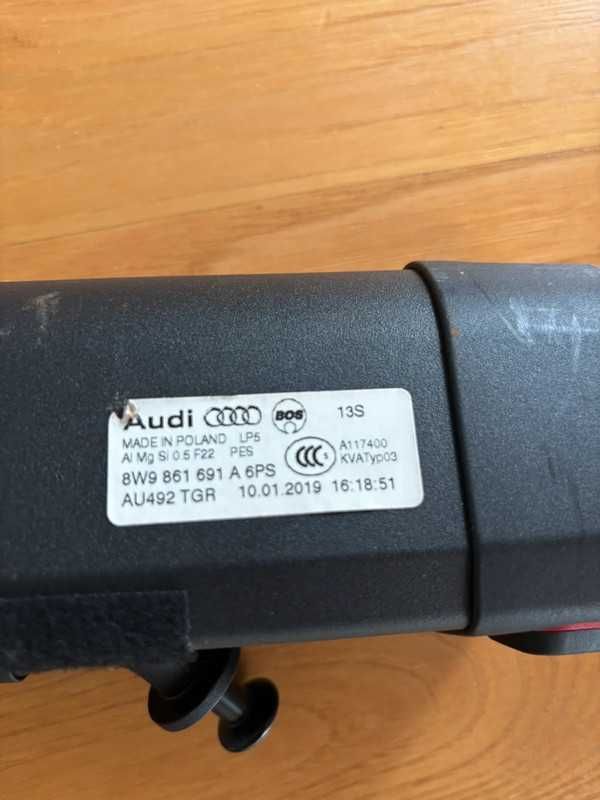 Audi BOS 13S
MADE IN POLAND LP5
Al Mg Si 0.5 F22 PES
CCC S A117400
KVATyp03
8W9 861 691 A 6PS
AU492 TGR 10.01.2019 16:18:51